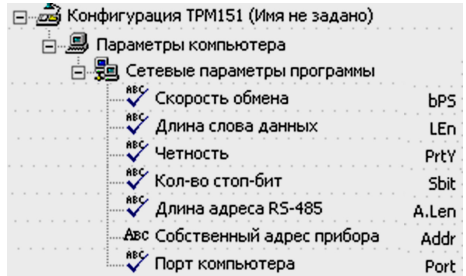 Конфигурация ТРМ151 (Имя не задано)
Параметры компьютера
Сетевые параметры программы
Скорость обмена bPS
Длина слова данных LEn
Четность PrtY
Кол-во стоп-бит Sbit
Длина адреса RS-485 A.Len
Собственный адрес прибора Addr
Порт компьютера Port